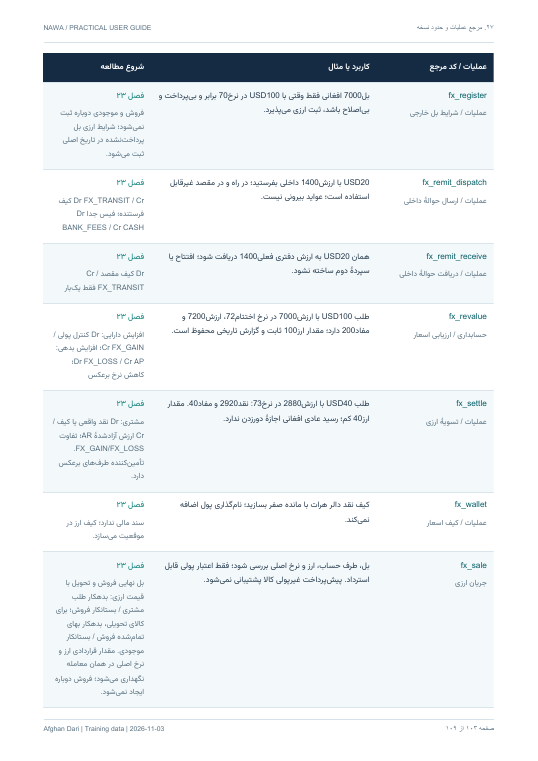 ۲۲. مرجع عملیات و حدود نسخه
NAWA / PRACTICAL USER GUIDE
عملیات / کد مرجع
کاربرد با مثال
شروع مطالعه
fx_register
عملیات / شرایط بل خارجی
بل7000 افغانی فقط وقتی با USD100 در نرخ70 برابر و بی‌پرداخت و
بی‌اصلاح باشد، ثبت ارزی می‌پذیرد.
فصل ۲۳
فروش و موجودی دوباره ثبت
نمی‌شود؛ شرایط ارزی بل
پرداخت‌نشده در تاریخ اصلی
ثبت می‌شود.
fx_remit_dispatch
عملیات / ارسال حوالهٔ داخلی
USD20 با ارزش1400 داخلی بفرستید؛ در راه و در مقصد غیرقابل
استفاده است؛ عواید بیرونی نیست.
فصل ۲۳
Dr FX_TRANSIT / Cr کیف
فرستنده؛ فیس جدا Dr
BANK_FEES / Cr CASH
fx_remit_receive
عملیات / دریافت حوالهٔ داخلی
همان USD20 به ارزش دفتری فعلی1400 دریافت شود؛ افتتاح یا
سپردهٔ دوم ساخته نشود.
فصل ۲۳
Dr کیف مقصد / Cr
FX_TRANSIT فقط یک‌بار
fx_revalue
حسابداری / ارزیابی اسعار
طلب USD100 با ارزش7000 در نرخ اختتام72، ارزش7200 و
مفاد200 دارد؛ مقدار ارز100 ثابت و گزارش تاریخی محفوظ است.
فصل ۲۳
افزایش دارایی: Dr کنترل پولی /
Cr FX_GAIN؛ افزایش بدهی:
Dr FX_LOSS / Cr AP؛
کاهش نرخ برعکس
fx_settle
عملیات / تسویهٔ ارزی
طلب USD40 با ارزش2880 در نرخ73: نقد2920 و مفاد40. مقدار
ارز40 کم؛ رسید عادی افغانی اجازهٔ دورزدن ندارد.
فصل ۲۳
مشتری: Dr نقد واقعی یا کیف /
Cr ارزش آزادشدهٔ AR؛ تفاوت
FX_GAIN/FX_LOSS.
تأمین‌کننده طرف‌های برعکس
دارد.
fx_wallet
عملیات / کیف اسعار
کیف نقد دالر هرات با مانده صفر بسازید؛ نام‌گذاری پول اضافه
نمی‌کند.
فصل ۲۳
سند مالی ندارد؛ کیف ارز در
موقعیت می‌سازد.
fx_sale
جریان ارزی
بل، طرف حساب، ارز و نرخ اصلی بررسی شود؛ فقط اعتبار پولی قابل
استرداد. پیش‌پرداخت غیرپولی کالا پشتیبانی نمی‌شود.
فصل ۲۳
بل نهایی فروش و تحویل با
قیمت ارزی: بدهکار طلب
مشتری / بستانکار فروش؛ برای
کالای تحویلی، بدهکار بهای
تمام‌شده فروش / بستانکار
موجودی. مقدار قراردادی ارز و
نرخ اصلی در همان معامله
نگهداری می‌شود؛ فروش دوباره
ایجاد نمی‌شود.
صفحه ۱۰۳ از ۱۰۹
Afghan Dari | Training data | 2026-11-03